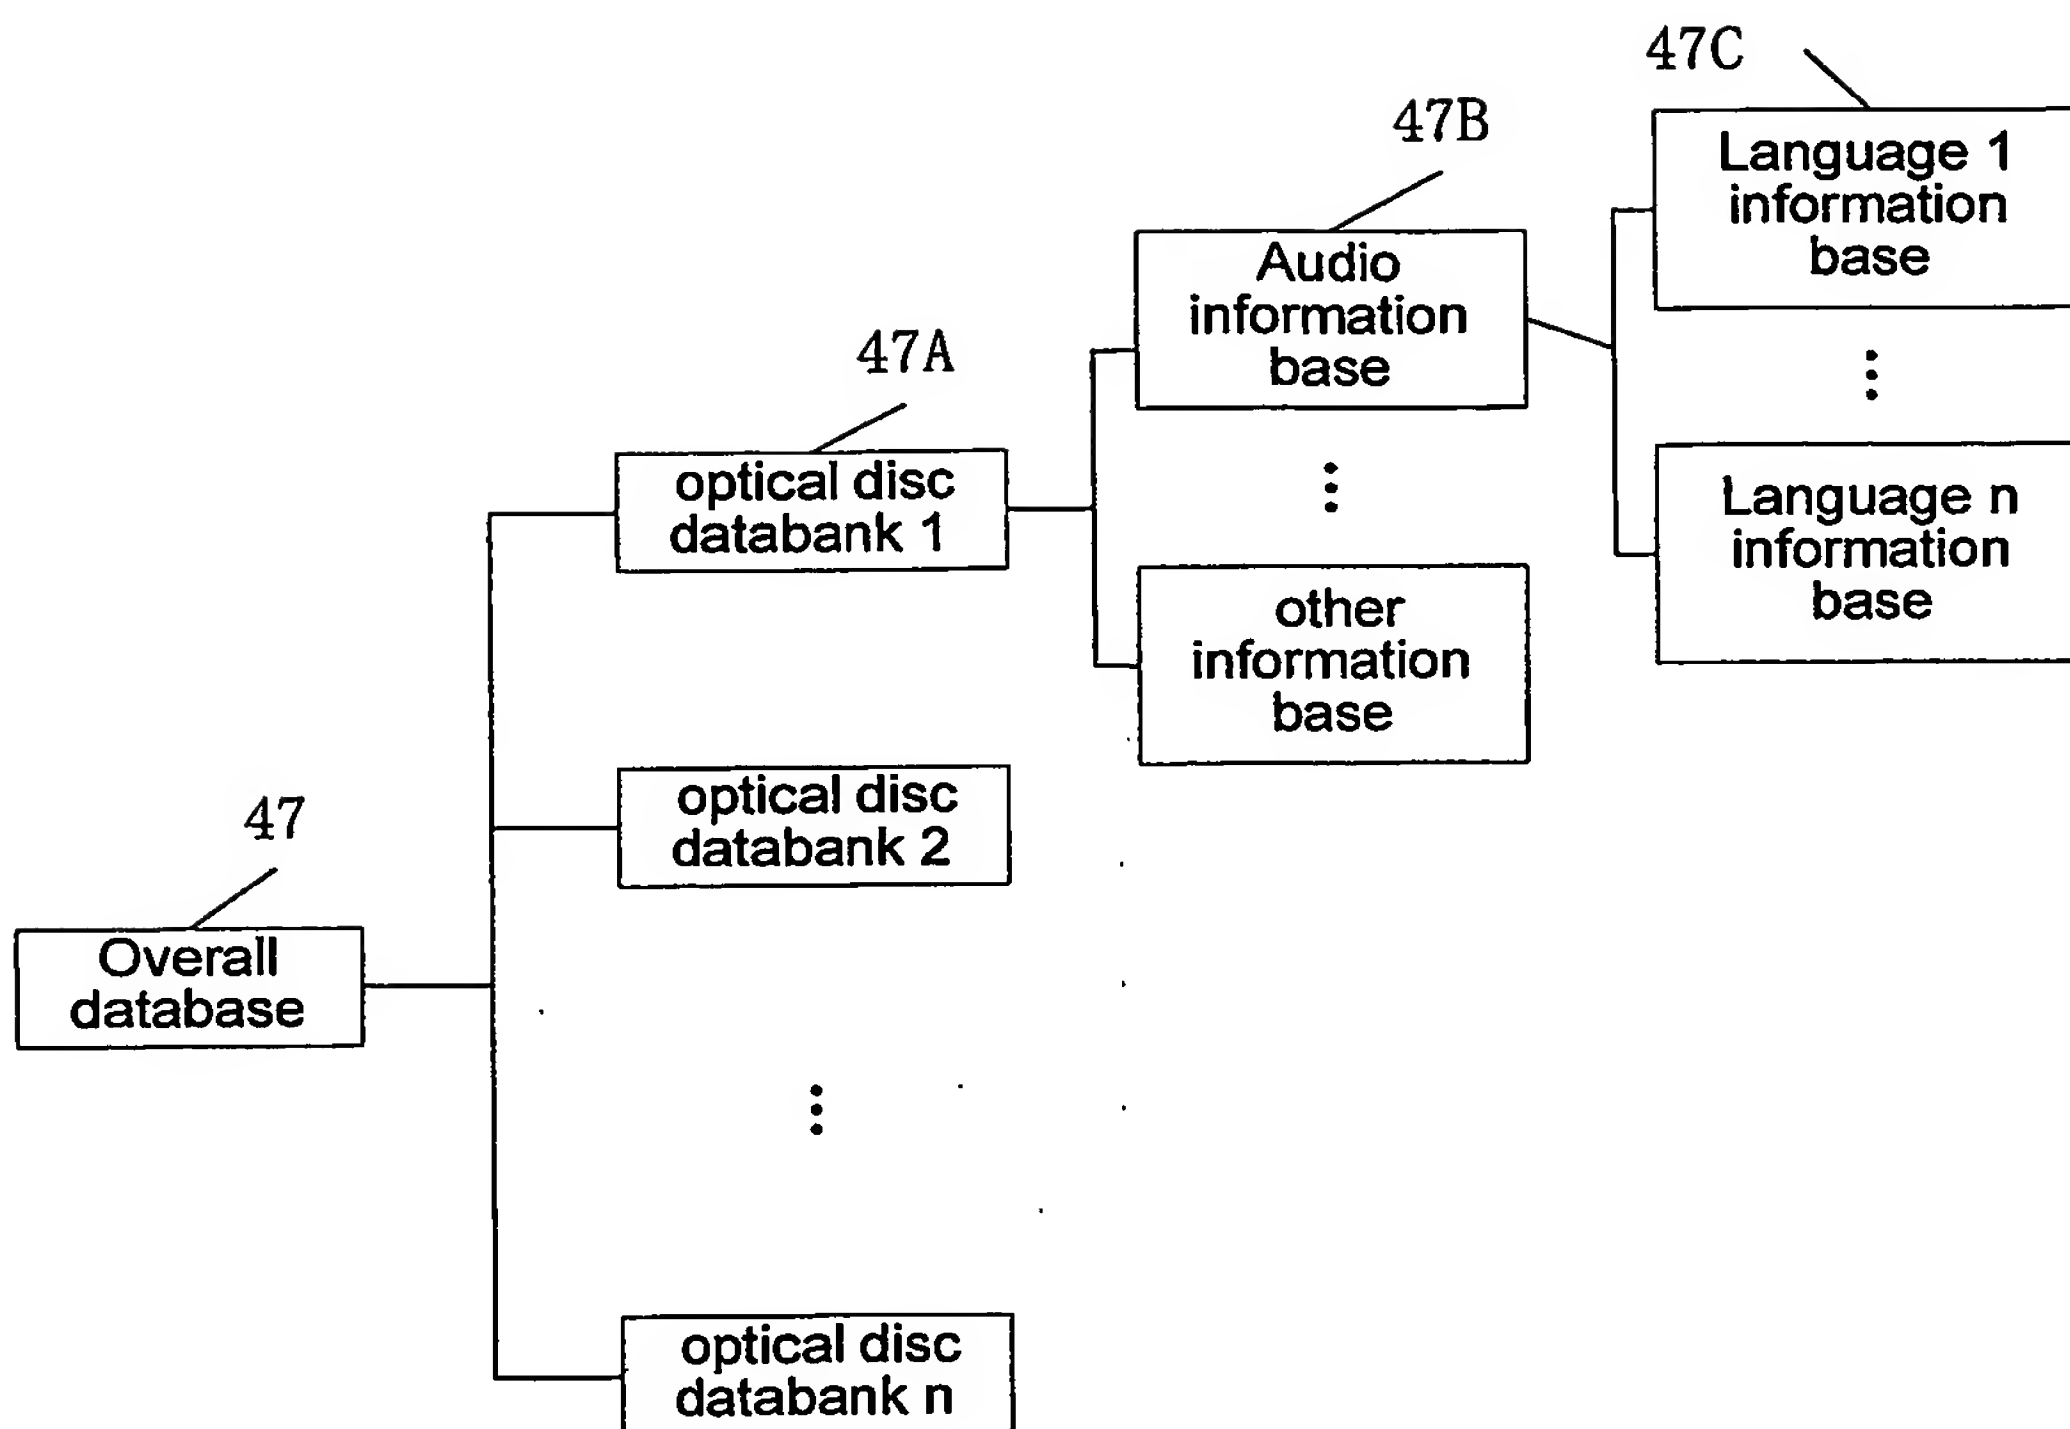 47C
Language 1
information
base
47B
Audio
information
base
Language n
information
base
47A
optical disc
databank 1
other
information
base
optical disc
databank 2
47
Overall
database
optical disc
databank n